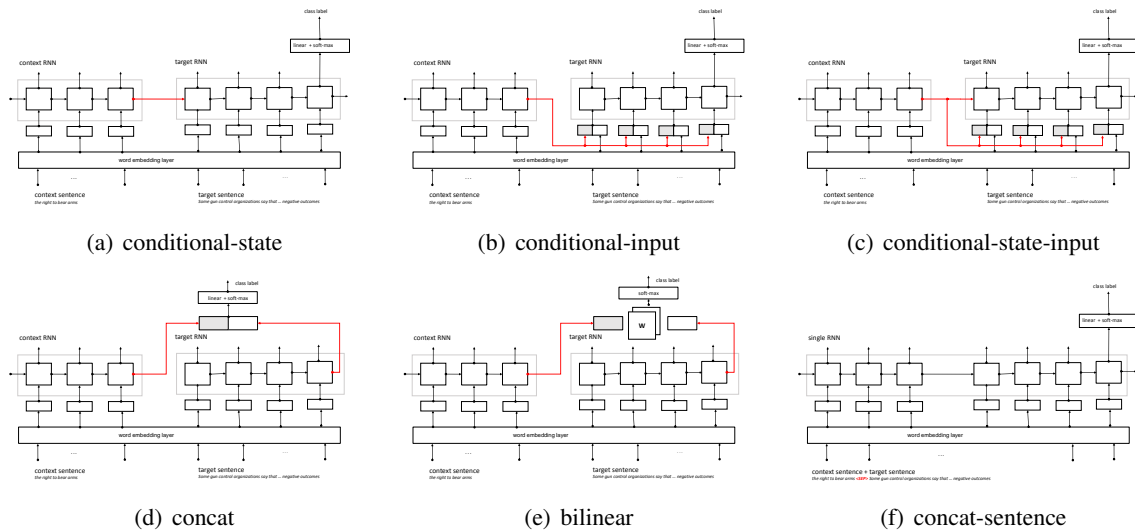 class label
linear + soft-max
context RNN
target RNN
word embedding layer
...
...
context sentence
target sentence
the right to bear arms
Some gun control organizations say that ... negative outcomes
(a) conditional-state
class label
linear + soft-max
context RNN
target RNN
word embedding layer
...
...
context sentence
target sentence
the right to bear arms
Some gun control organizations say that ... negative outcomes
(b) conditional-input
class label
linear + soft-max
context RNN
target RNN
word embedding layer
...
...
context sentence
target sentence
the right to bear arms
Some gun control organizations say that ... negative outcomes
(c) conditional-state-input
class label
linear + soft-max
context RNN
target RNN
word embedding layer
...
...
context sentence
target sentence
the right to bear arms
Some gun control organizations say that ... negative outcomes
(d) concat
class label
soft-max
W
context RNN
target RNN
word embedding layer
...
...
context sentence
target sentence
the right to bear arms
Some gun control organizations say that ... negative outcomes
(e) bilinear
class label
linear + soft-max
single RNN
word embedding layer
...
context sentence + target sentence
the right to bear arms <SEP> Some gun control organizations say that ... negative outcomes
(f) concat-sentence